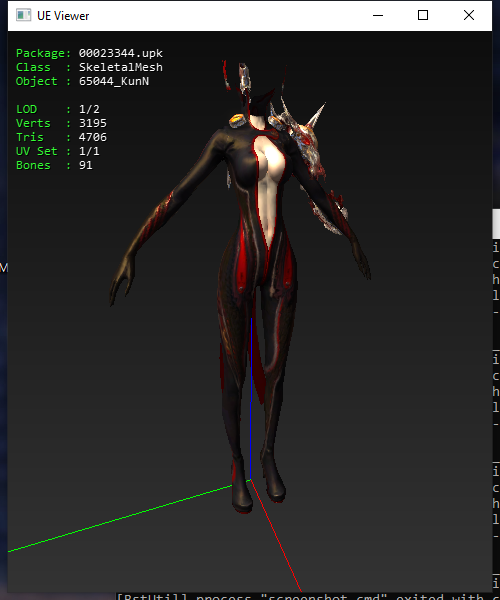 UE Viewer
Package: 00023344.upk
Class : SkeletalMesh
Object : 65044_KunN
LOD : 1/2
Verts : 3195
Tris : 4706
UV Set : 1/1
Bones : 91
M
i
c
h
l
-
i
c
h
l
-
i
c
h
l
-
i
[BstUtil] process "screenshot.cmd" exited with c